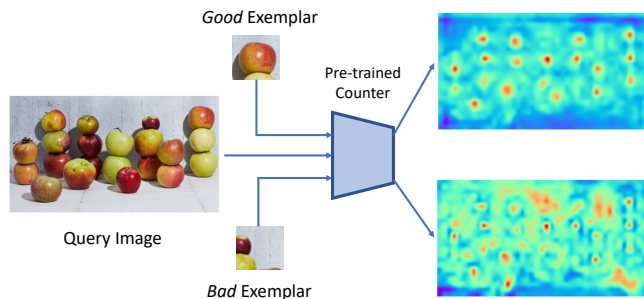 Good Exemplar
Pre-trained
Counter
Query Image
Bad Exemplar